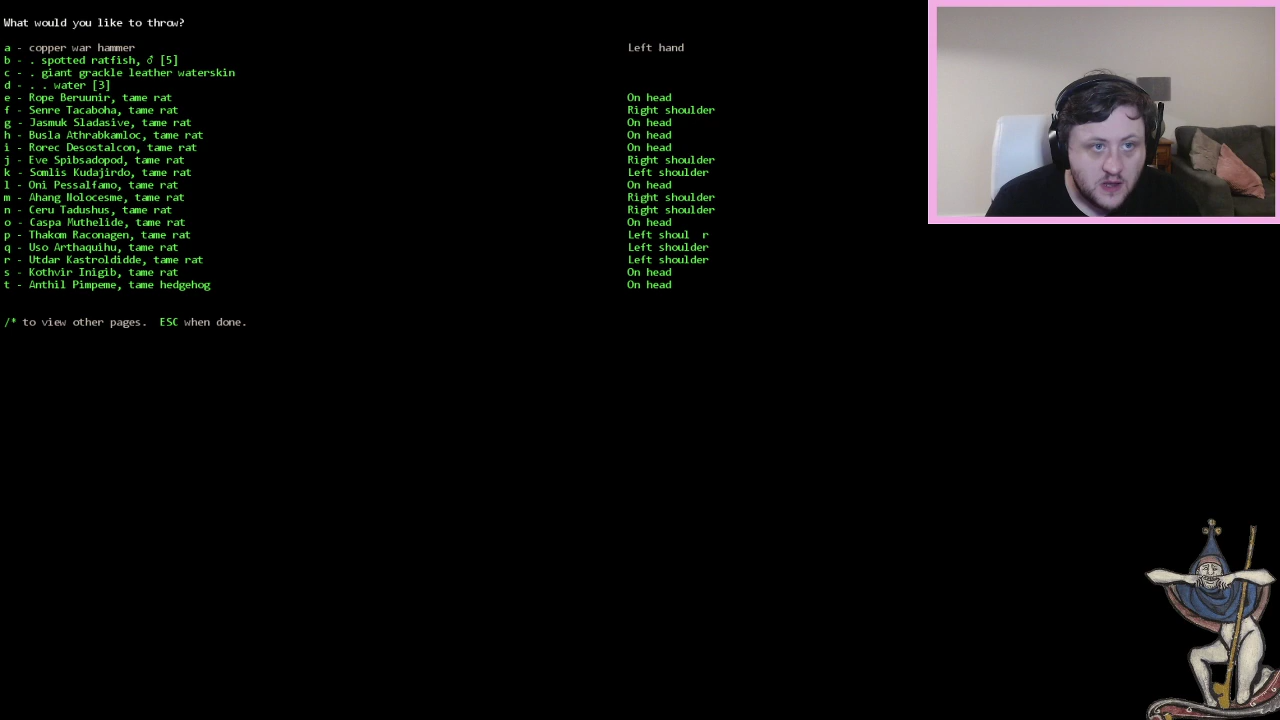 What would you like to throw?
a - copper war hammer Left hand
b - . spotted ratfish, ♂ [5]
c - . giant grackle leather waterskin
d - . . water [3]
e - Rope Beruunir, tame rat On head
f - Senre Tacaboha, tame rat Right shoulder
g - Jasmuk Sladasive, tame rat On head
h - Busla Athrabkamloc, tame rat On head
i - Rorec Desostalcon, tame rat On head
j - Eve Spibsadopod, tame rat Right shoulder
k - Somlis Kudajirdo, tame rat Left shoulder
l - Oni Pessalfamo, tame rat On head
m - Ahang Nolocesme, tame rat Right shoulder
n - Ceru Tadushus, tame rat Right shoulder
o - Caspa Muthelide, tame rat On head
p - Thakom Raconagen, tame rat Left shoul r
q - Uso Arthaquihu, tame rat Left shoulder
r - Utdar Kastroldidde, tame rat Left shoulder
s - Kothvir Inigib, tame rat On head
t - Anthil Pimpeme, tame hedgehog On head
/* to view other pages. ESC when done.